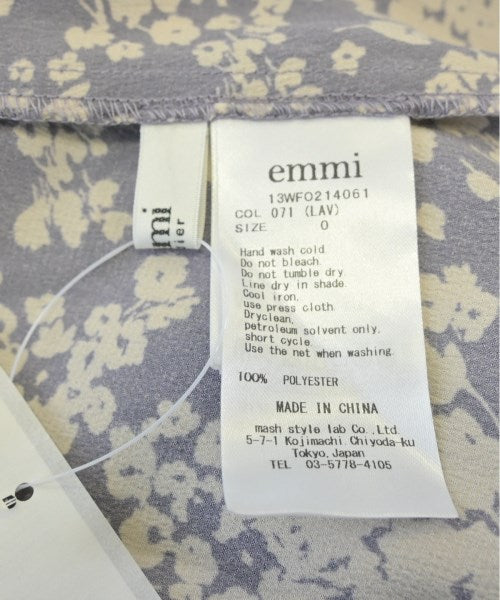 emmi
13WFO214061
COL 071 (LAV)
SIZE 0
Hand wash cold.
Do not bleach.
Do not tumble dry.
Line dry in shade.
Cool iron.
use press cloth.
Dryclean,
petroleum solvent only,
short cycle.
Use the net when washing.
100% POLYESTER
MADE IN CHINA
mash style lab Co.,Ltd.
5-7-1 Kojimachi,Chiyoda-ku
Tokyo,Japan
TEL 03-5778-4105
mi
lier